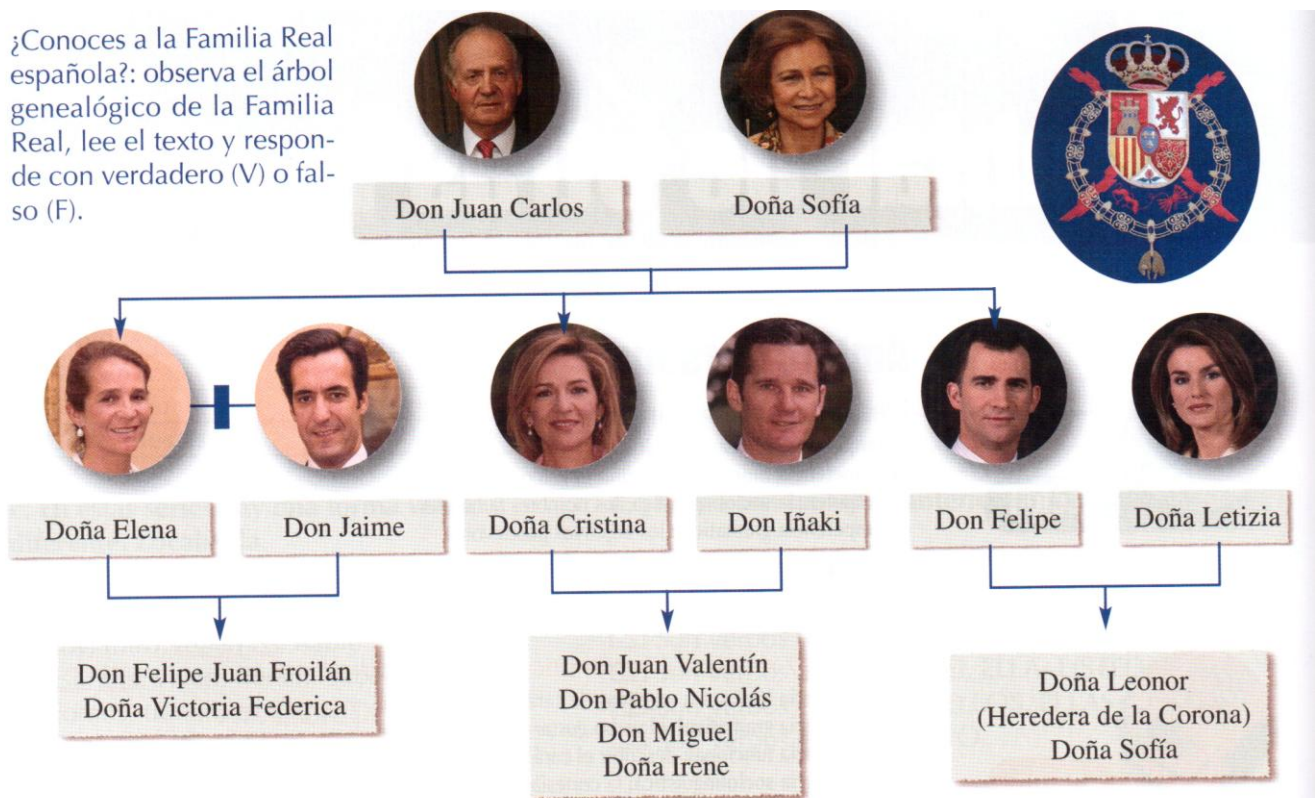 ¿Conoces a la Familia Real
española?: observa el árbol
genealógico de la Familia
Real, lee el texto y respon-
de con verdadero (V) o fal-
so (F).
Don Juan Carlos
Doña Sofía
Doña Elena
Don Jaime
Doña Cristina
Don Iñaki
Don Felipe
Doña Letizia
Don Felipe Juan Froilán
Doña Victoria Federica
Don Juan Valentín
Don Pablo Nicolás
Don Miguel
Doña Irene
Doña Leonor
(Heredera de la Corona)
Doña Sofía